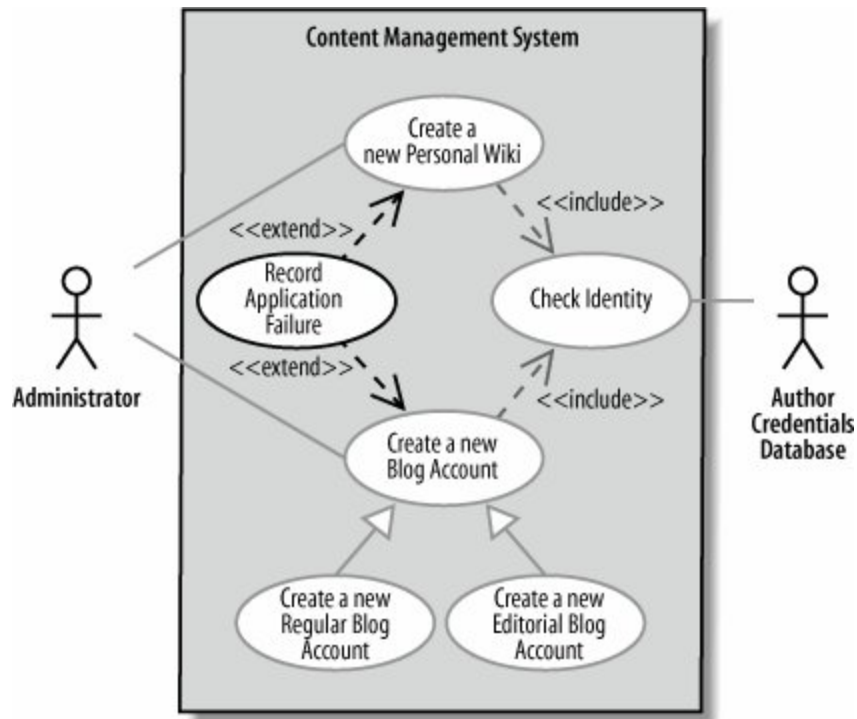 Content Management System
Create a
new Personal Wiki
<<include>>
<<extend>>
Record
Application
Failure
Check Identity
<<extend>>
<<include>>
Administrator
Author
Credentials
Database
Create a new
Blog Account
Create a new
Regular Blog
Account
Create a new
Editorial Blog
Account